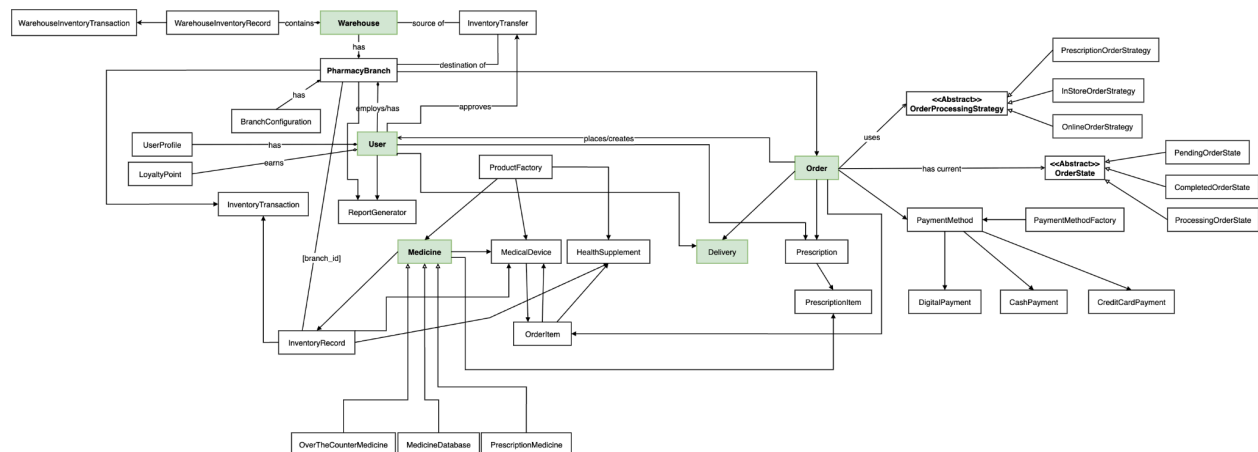 WarehouseInventoryTransaction
WarehouseInventoryRecord
contains
Warehouse
source of
InventoryTransfer
has
PharmacyBranch
destination of
has
employs/has
approves
BranchConfiguration
UserProfile
has
User
places/creates
LoyaltyPoint
earns
ProductFactory
Order
uses
<<Abstract>>
OrderProcessingStrategy
PrescriptionOrderStrategy
InStoreOrderStrategy
OnlineOrderStrategy
has current
<<Abstract>>
OrderState
PendingOrderState
CompletedOrderState
ProcessingOrderState
InventoryTransaction
ReportGenerator
PaymentMethod
PaymentMethodFactory
[branch_id]
Medicine
MedicalDevice
HealthSupplement
Delivery
Prescription
PrescriptionItem
DigitalPayment
CashPayment
CreditCardPayment
InventoryRecord
OrderItem
OverTheCounterMedicine
MedicineDatabase
PrescriptionMedicine